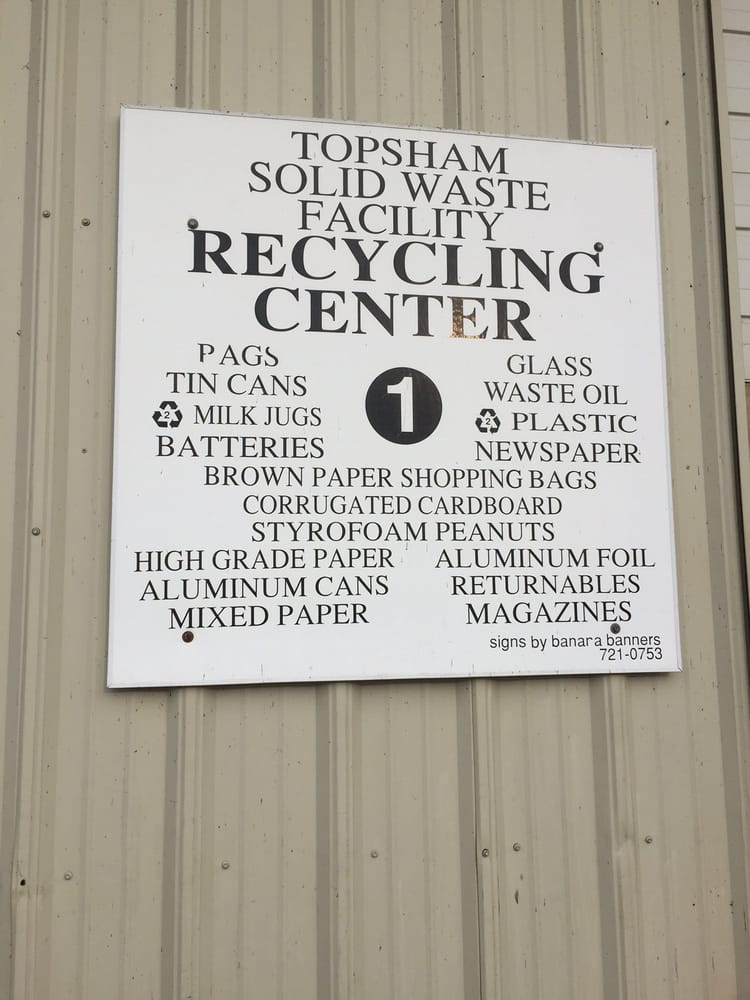 TOPSHAM
SOLID WASTE
FACILITY
RECYCLING
CENTER
PAGS
TIN CANS
2 MILK JUGS
BATTERIES
1
GLASS
WASTE OIL
2 PLASTIC
NEWSPAPER
BROWN PAPER SHOPPING BAGS
CORRUGATED CARDBOARD
STYROFOAM PEANUTS
HIGH GRADE PAPER
ALUMINUM CANS
MIXED PAPER
ALUMINUM FOIL
RETURNABLES
MAGAZINES
signs by banara banners
721-0753